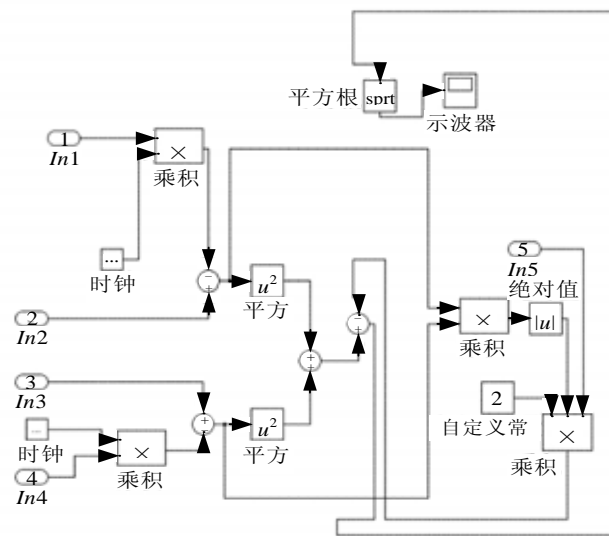 平方根
sprt
示波器
1
In1
×
乘积
...
时钟
2
In2
−
+
u²
平方
−
+
5
In5
绝对值
×
乘积
|u|
+
+
3
In3
2
自定义常
×
乘积
...
时钟
4
In4
×
乘积
+
+
u²
平方